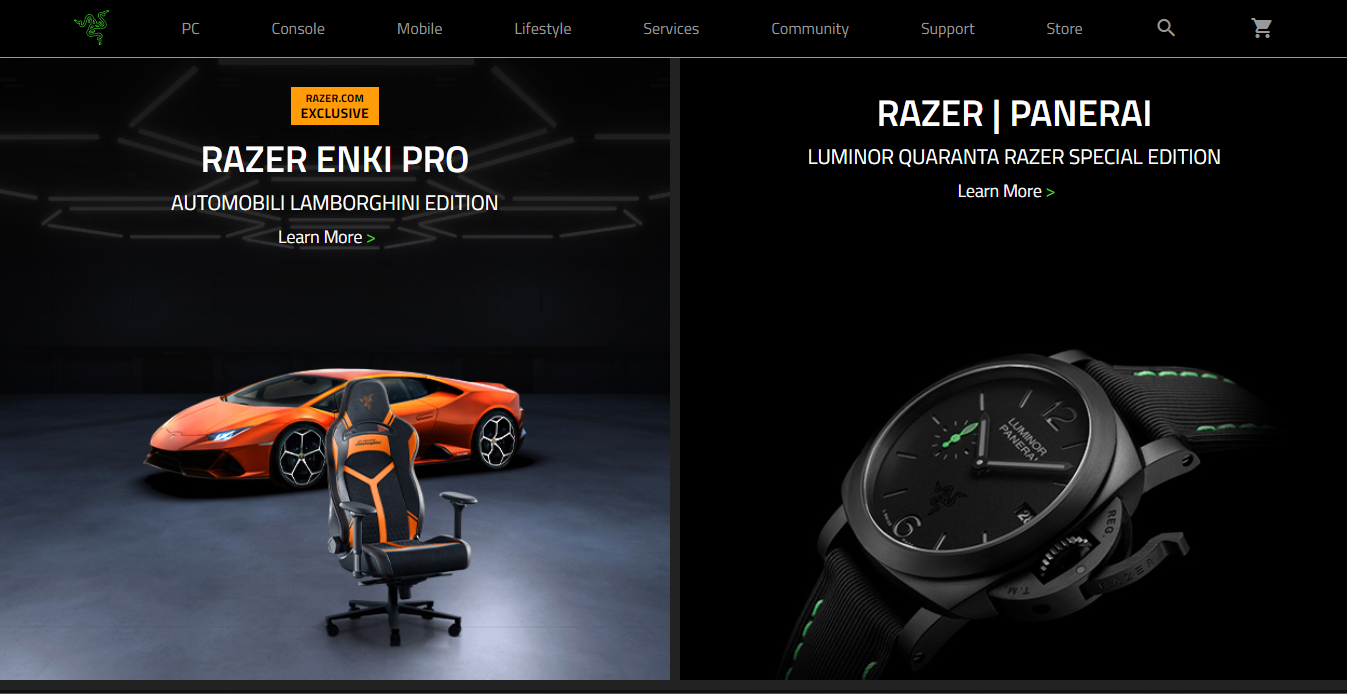 PC
Console
Mobile
Lifestyle
Services
Community
Support
Store
RAZER.COM
EXCLUSIVE
RAZER ENKI PRO
AUTOMOBILI LAMBORGHINI EDITION
Learn More >
RAZER | PANERAI
LUMINOR QUARANTA RAZER SPECIAL EDITION
Learn More >
12
LUMINOR
PANERAI
6
REG.
T.M.
RAZER